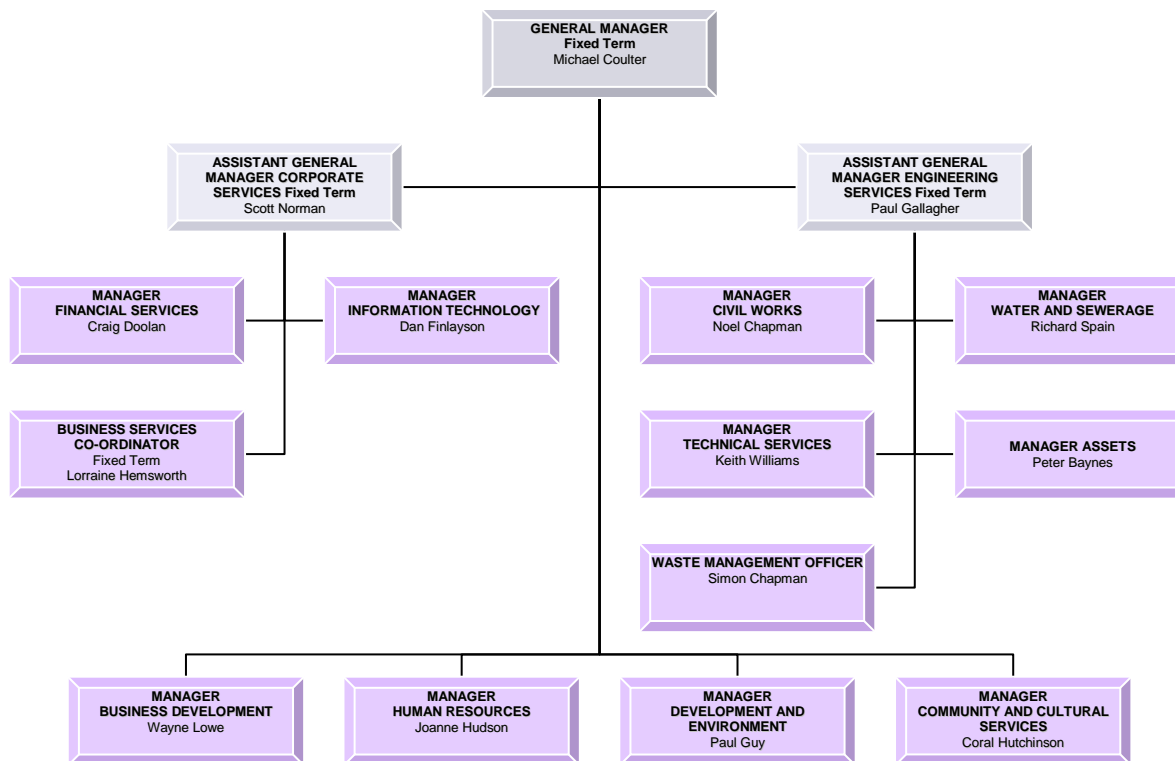 GENERAL MANAGER
Fixed Term
Michael Coulter
ASSISTANT GENERAL
MANAGER CORPORATE
SERVICES Fixed Term
Scott Norman
ASSISTANT GENERAL
MANAGER ENGINEERING
SERVICES Fixed Term
Paul Gallagher
MANAGER
FINANCIAL SERVICES
Craig Doolan
MANAGER
INFORMATION TECHNOLOGY
Dan Finlayson
MANAGER
CIVIL WORKS
Noel Chapman
MANAGER
WATER AND SEWERAGE
Richard Spain
BUSINESS SERVICES
CO-ORDINATOR
Fixed Term
Lorraine Hemsworth
MANAGER
TECHNICAL SERVICES
Keith Williams
MANAGER ASSETS
Peter Baynes
WASTE MANAGEMENT OFFICER
Simon Chapman
MANAGER
BUSINESS DEVELOPMENT
Wayne Lowe
MANAGER
HUMAN RESOURCES
Joanne Hudson
MANAGER
DEVELOPMENT AND
ENVIRONMENT
Paul Guy
MANAGER
COMMUNITY AND CULTURAL
SERVICES
Coral Hutchinson